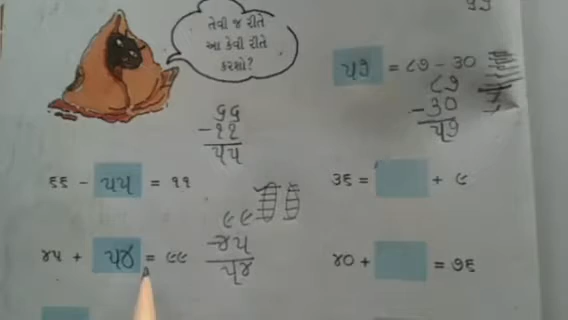 તેવી જ રીતે
આ કેવી રીતે
કરશો?
૫૭ = ૮૭ - ૩૦
૮૭
-૩૦
૫૭
૬૬
-૧૧
૫૫
૬૬ - ૫૫ = ૧૧
૩૬ = + ૯
૯૯
-૪૫
૫૪
૪૫ + ૫૪ = ૯૯
૪૦ + = ૭૬